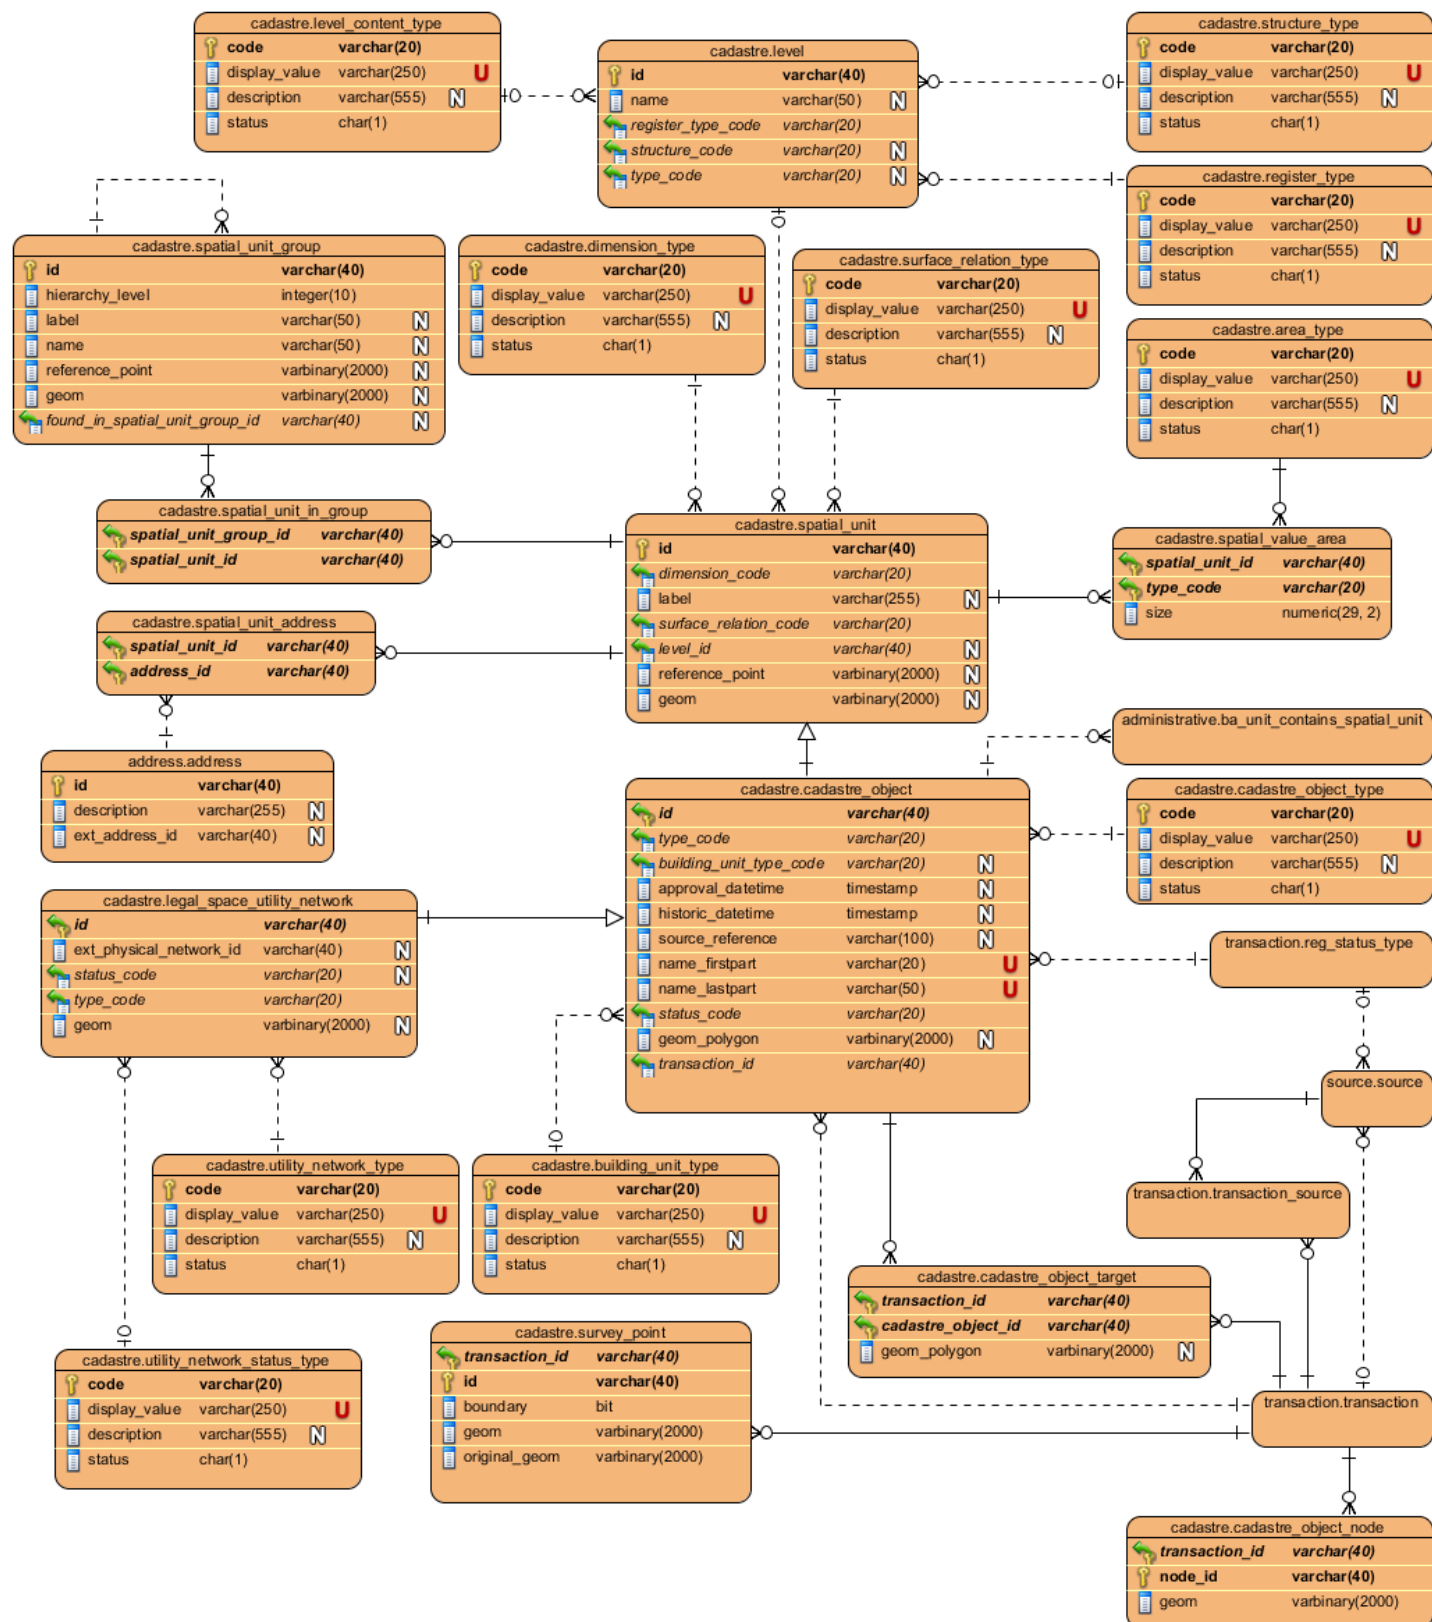 cadastre.level_content_type
code varchar(20)
display_value varchar(250) U
description varchar(555) N
status char(1)
cadastre.level
id varchar(40)
name varchar(50) N
register_type_code varchar(20)
structure_code varchar(20) N
type_code varchar(20) N
cadastre.structure_type
code varchar(20)
display_value varchar(250) U
description varchar(555) N
status char(1)
cadastre.register_type
code varchar(20)
display_value varchar(250) U
description varchar(555) N
status char(1)
cadastre.spatial_unit_group
id varchar(40)
hierarchy_level integer(10)
label varchar(50) N
name varchar(50) N
reference_point varbinary(2000) N
geom varbinary(2000) N
found_in_spatial_unit_group_id varchar(40) N
cadastre.dimension_type
code varchar(20)
display_value varchar(250) U
description varchar(555) N
status char(1)
cadastre.surface_relation_type
code varchar(20)
display_value varchar(250) U
description varchar(555) N
status char(1)
cadastre.area_type
code varchar(20)
display_value varchar(250) U
description varchar(555) N
status char(1)
cadastre.spatial_unit_in_group
spatial_unit_group_id varchar(40)
spatial_unit_id varchar(40)
cadastre.spatial_unit
id varchar(40)
dimension_code varchar(20)
label varchar(255) N
surface_relation_code varchar(20)
level_id varchar(40) N
reference_point varbinary(2000) N
geom varbinary(2000) N
cadastre.spatial_value_area
spatial_unit_id varchar(40)
type_code varchar(20)
size numeric(29, 2)
cadastre.spatial_unit_address
spatial_unit_id varchar(40)
address_id varchar(40)
administrative.ba_unit_contains_spatial_unit
address.address
id varchar(40)
description varchar(255) N
ext_address_id varchar(40) N
cadastre.cadastre_object
id varchar(40)
type_code varchar(20)
building_unit_type_code varchar(20) N
approval_datetime timestamp N
historic_datetime timestamp N
source_reference varchar(100) N
name_firstpart varchar(20) U
name_lastpart varchar(50) U
status_code varchar(20)
geom_polygon varbinary(2000) N
transaction_id varchar(40)
cadastre.cadastre_object_type
code varchar(20)
display_value varchar(250) U
description varchar(555) N
status char(1)
cadastre.legal_space_utility_network
id varchar(40)
ext_physical_network_id varchar(40) N
status_code varchar(20) N
type_code varchar(20)
geom varbinary(2000) N
transaction.reg_status_type
source.source
cadastre.utility_network_type
code varchar(20)
display_value varchar(250) U
description varchar(555) N
status char(1)
cadastre.building_unit_type
code varchar(20)
display_value varchar(250) U
description varchar(555) N
status char(1)
transaction.transaction_source
cadastre.cadastre_object_target
transaction_id varchar(40)
cadastre_object_id varchar(40)
geom_polygon varbinary(2000) N
cadastre.survey_point
transaction_id varchar(40)
id varchar(40)
boundary bit
geom varbinary(2000)
original_geom varbinary(2000)
cadastre.utility_network_status_type
code varchar(20)
display_value varchar(250) U
description varchar(555) N
status char(1)
transaction.transaction
cadastre.cadastre_object_node
transaction_id varchar(40)
node_id varchar(40)
geom varbinary(2000)